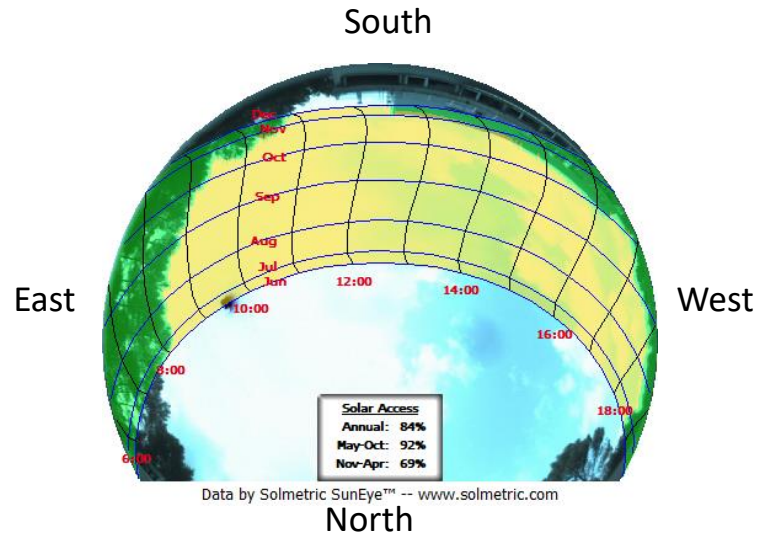 South
Dec
Nov
Oct
Sep
Aug
Jul
Jun
12:00
East
West
10:00
14:00
16:00
8:00
18:00
6:00
Solar Access
Annual: 84%
May-Oct: 92%
Nov-Apr: 69%
Data by Solmetric SunEye™ -- www.solmetric.com
North